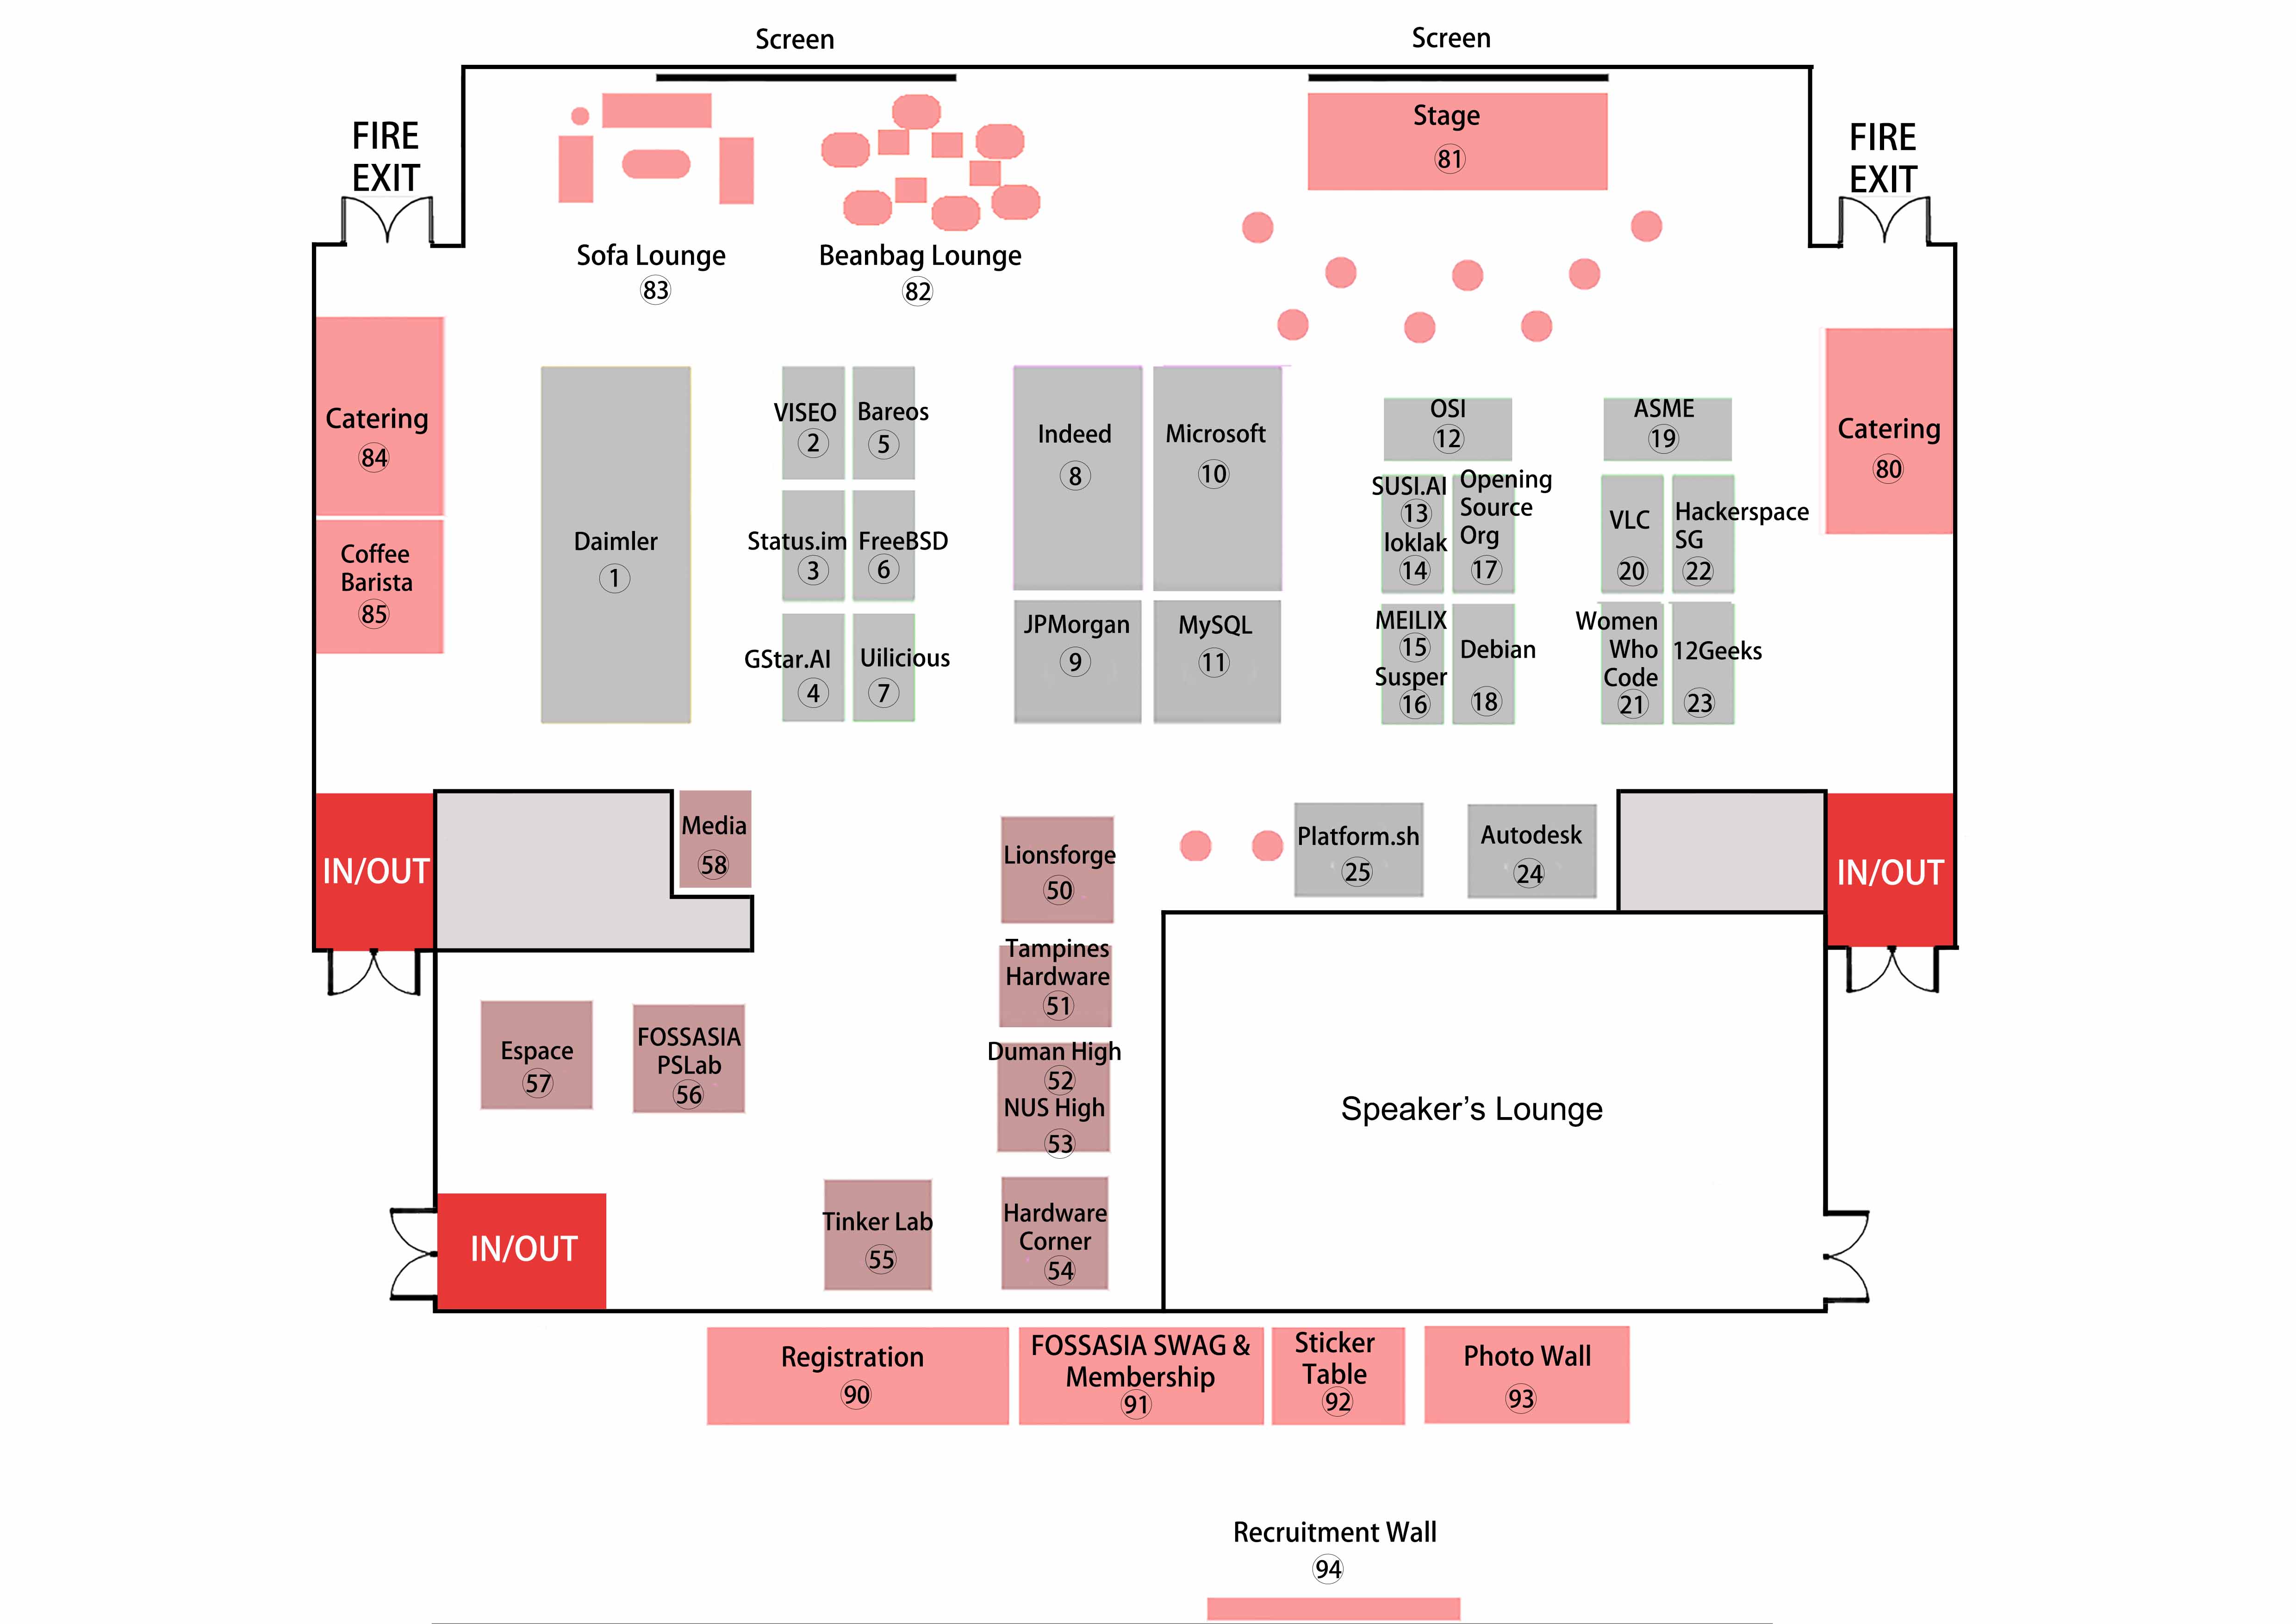 Screen
Screen
FIRE
EXIT
Stage
81
FIRE
EXIT
Sofa Lounge
83
Beanbag Lounge
82
Catering
84
Coffee
Barista
85
Daimler
1
VISEO
2
Bareos
5
Status.im
3
FreeBSD
6
GStar.AI
4
Uilicious
7
Indeed
8
Microsoft
10
JPMorgan
9
MySQL
11
OSI
12
SUSI.AI
13
loklak
14
Opening
Source
Org
17
MEILIX
15
Susper
16
Debian
18
ASME
19
VLC
20
Hackerspace
SG
22
Women
Who
Code
21
12Geeks
23
Catering
80
IN/OUT
Media
58
Lionsforge
50
Platform.sh
25
Autodesk
24
IN/OUT
Tampines
Hardware
51
Espace
57
FOSSASIA
PSLab
56
Duman High
52
NUS High
53
Speaker’s Lounge
IN/OUT
Tinker Lab
55
Hardware
Corner
54
Registration
90
FOSSASIA SWAG &
Membership
91
Sticker
Table
92
Photo Wall
93
Recruitment Wall
94